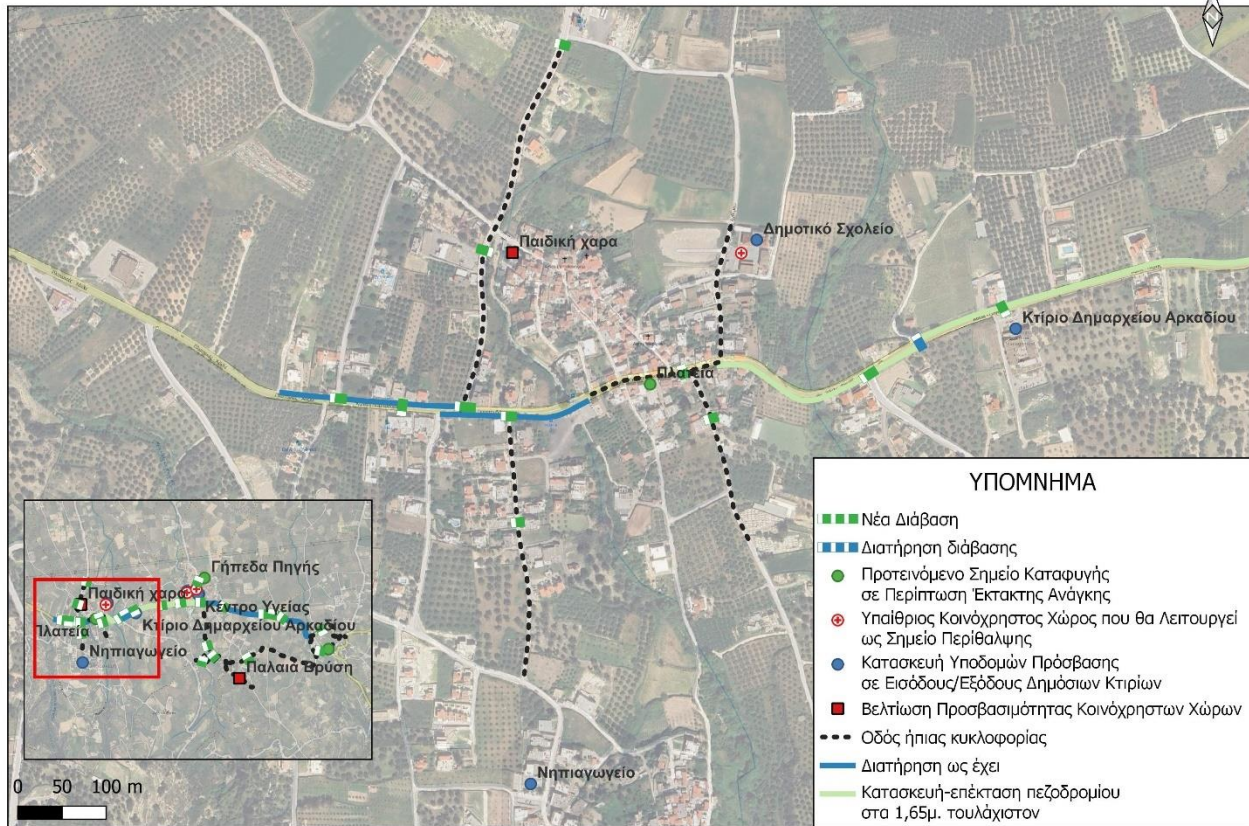 N
Παιδική χαρα
Δημοτικό Σχολείο
Κτίριο Δημαρχείου Αρκαδίου
Πλατεία
Νηπιαγωγείο
Γήπεδα Πηγής
Παιδική χαρα
Κέντρο Υγείας
Πλατεία
Κτίριο Δημαρχείου Αρκαδίου
Νηπιαγωγείο
Παλαιά Βρύση
0 50 100 m
ΥΠΟΜΝΗΜΑ
Νέα Διάβαση
Διατήρηση διάβασης
Προτεινόμενο Σημείο Καταφυγής
σε Περίπτωση Έκτακτης Ανάγκης
Υπαίθριος Κοινόχρηστος Χώρος που θα Λειτουργεί
ως Σημείο Περίθαλψης
Κατασκευή Υποδομών Πρόσβασης
σε Εισόδους/Εξόδους Δημόσιων Κτιρίων
Βελτίωση Προσβασιμότητας Κοινόχρηστων Χώρων
Οδός ήπιας κυκλοφορίας
Διατήρηση ως έχει
Κατασκευή-επέκταση πεζοδρομίου
στα 1,65μ. τουλάχιστον